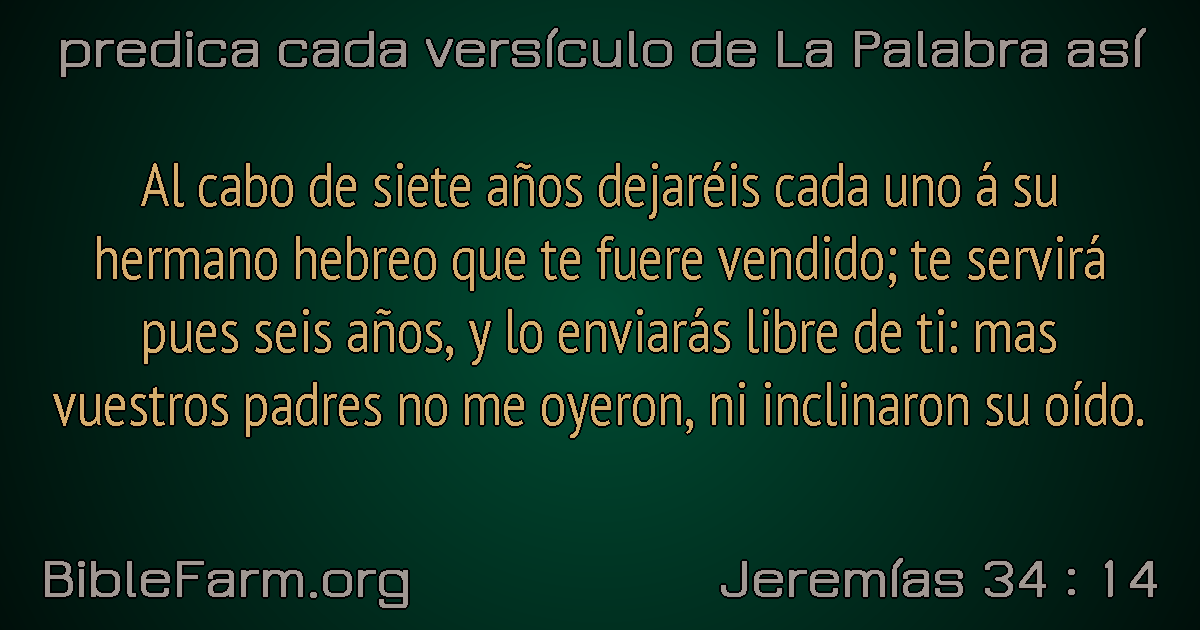 predica cada versículo de La Palabra así
Al cabo de siete años dejaréis cada uno á su
hermano hebreo que te fuere vendido; te servirá
pues seis años, y lo enviarás libre de ti: mas
vuestros padres no me oyeron, ni inclinaron su oído.
BibleFarm.org
Jeremías 34 : 14